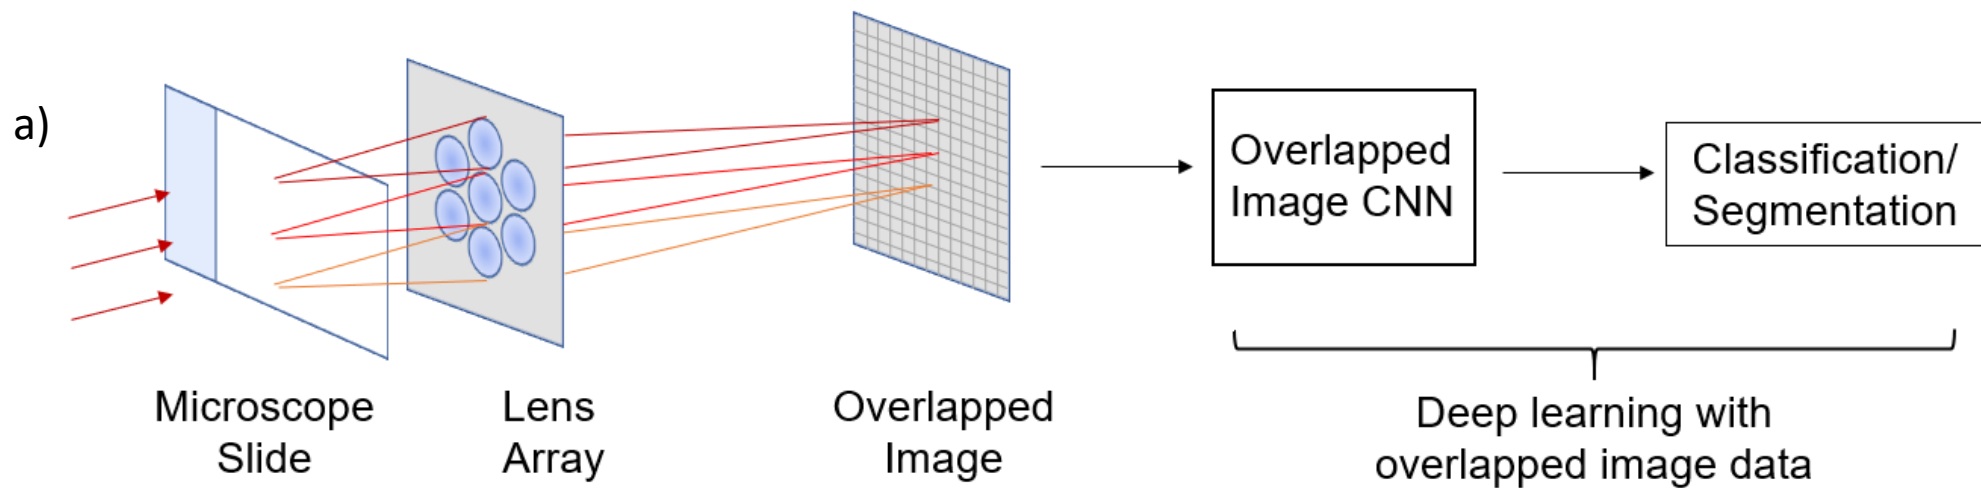 a)
Microscope
Slide
Lens
Array
Overlapped
Image
Overlapped
Image CNN
Classification/
Segmentation
Deep learning with
overlapped image data